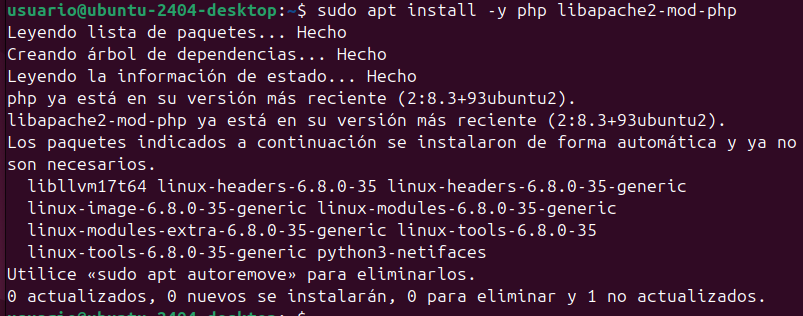 usuario@ubuntu-2404-desktop:~$ sudo apt install -y php libapache2-mod-php
Leyendo lista de paquetes... Hecho
Creando árbol de dependencias... Hecho
Leyendo la información de estado... Hecho
php ya está en su versión más reciente (2:8.3+93ubuntu2).
libapache2-mod-php ya está en su versión más reciente (2:8.3+93ubuntu2).
Los paquetes indicados a continuación se instalaron de forma automática y ya no
son necesarios.
  libllvm17t64 linux-headers-6.8.0-35 linux-headers-6.8.0-35-generic
  linux-image-6.8.0-35-generic linux-modules-6.8.0-35-generic
  linux-modules-extra-6.8.0-35-generic linux-tools-6.8.0-35
  linux-tools-6.8.0-35-generic python3-netifaces
Utilice «sudo apt autoremove» para eliminarlos.
0 actualizados, 0 nuevos se instalarán, 0 para eliminar y 1 no actualizados.
usuario@ubuntu-2404-desktop:~$